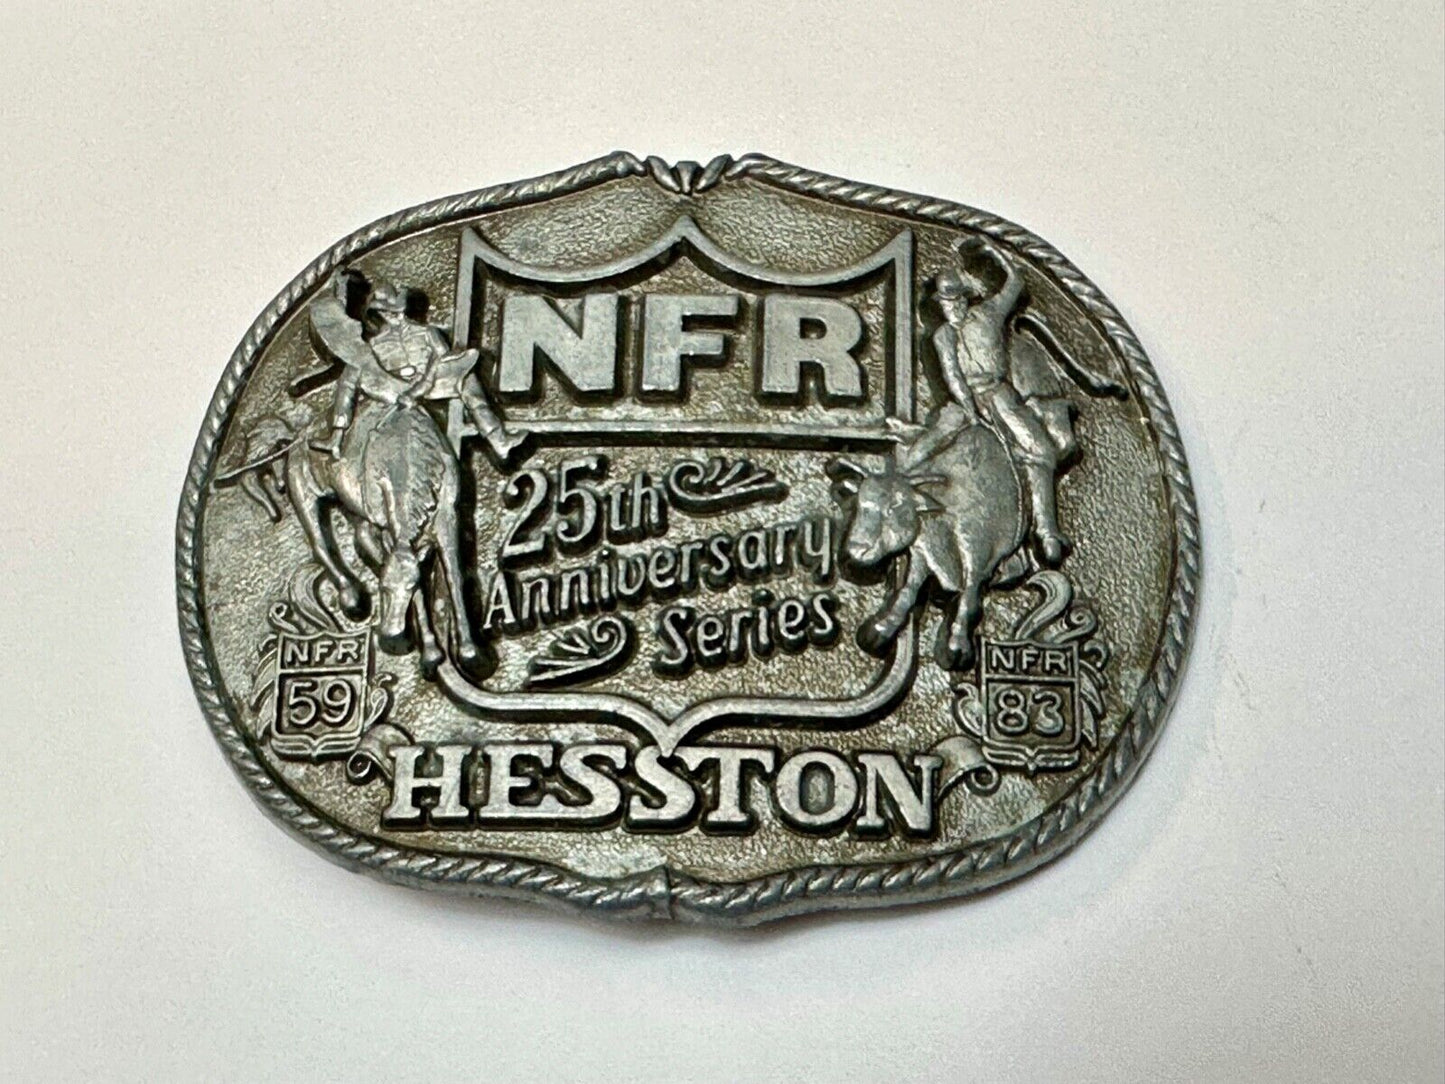 NFR
25th
Anniversary
Series
NFR
59
NFR
83
HESSTON